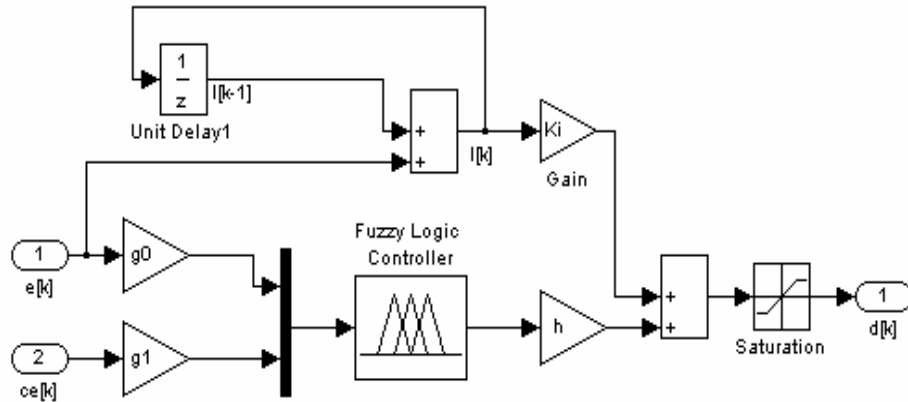 1
z
I[k-1]
Unit Delay1
+
+
I[k]
Ki
Gain
1
e[k]
g0
Fuzzy Logic
Controller
2
ce[k]
g1
h
+
+
Saturation
1
d[k]